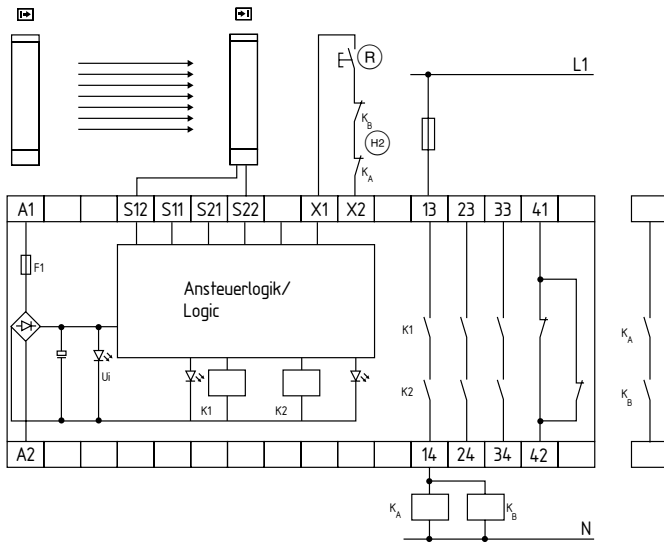 R
L1
K_B
H2
K_A
A1 S12 S11 S21 S22 X1 X2 13 23 33 41
F1
Ansteuerlogik/
Logic
K1
K_A
Ui
K1 K2
K2
K_B
A2 14 24 34 42
K_A K_B
N